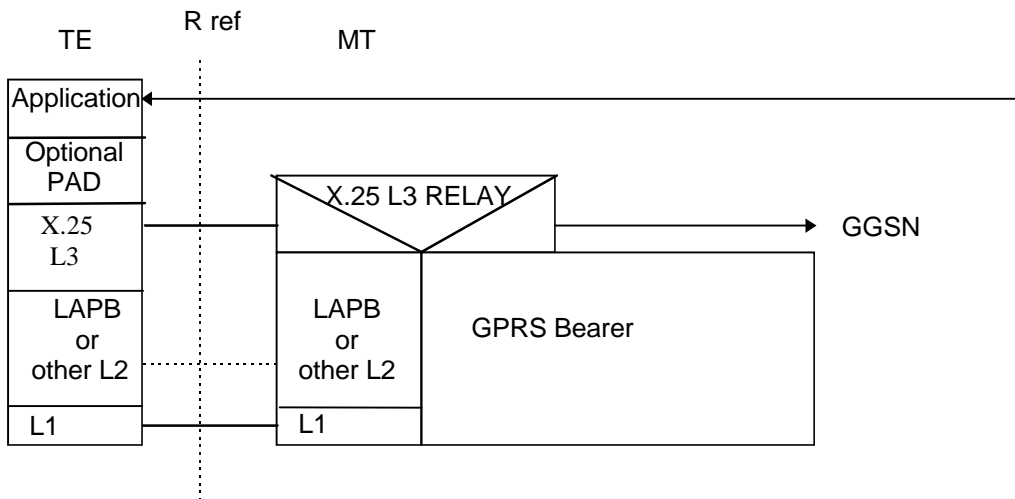 R ref
TE
MT
Application
Optional
PAD
X.25 L3 RELAY
X.25
L3
GGSN
LAPB
or
other L2
LAPB
or
other L2
GPRS Bearer
L1
L1